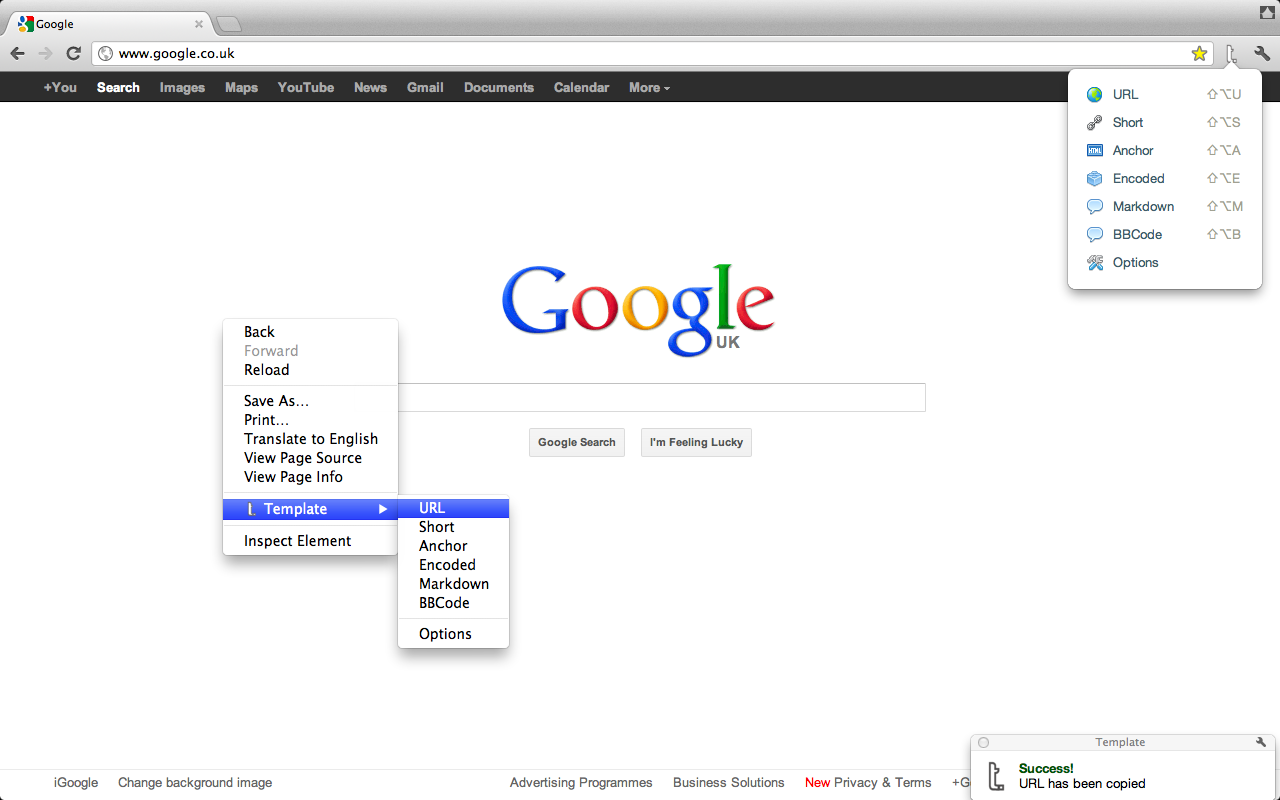 Google
www.google.co.uk
+You Search Images Maps YouTube News Gmail Documents Calendar More
URL ⇧⌥U
Short ⇧⌥S
Anchor ⇧⌥A
HTML
Encoded ⇧⌥E
Markdown ⇧⌥M
BBCode ⇧⌥B
Options
Google
UK
Back
Forward
Reload
Save As...
Print...
Translate to English
View Page Source
View Page Info
Template
Inspect Element
URL
Short
Anchor
Encoded
Markdown
BBCode
Options
Google Search I'm Feeling Lucky
iGoogle Change background image Advertising Programmes Business Solutions New Privacy & Terms
Template
Success!
URL has been copied